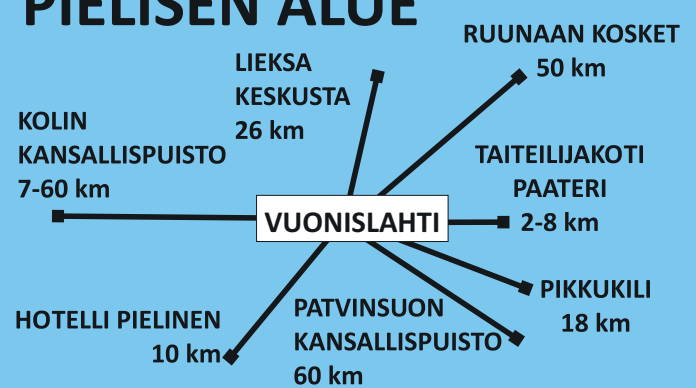 PIELISEN ALUE
RUUNAAN KOSKET
50 km
LIEKSA
KESKUSTA
26 km
KOLIN
KANSALLISPUISTO
7-60 km
TAITEILIJAKOTI
PAATERI
2-8 km
VUONISLAHTI
PIKKUKILI
18 km
HOTELLI PIELINEN
10 km
PATVINSUON
KANSALLISPUISTO
60 km